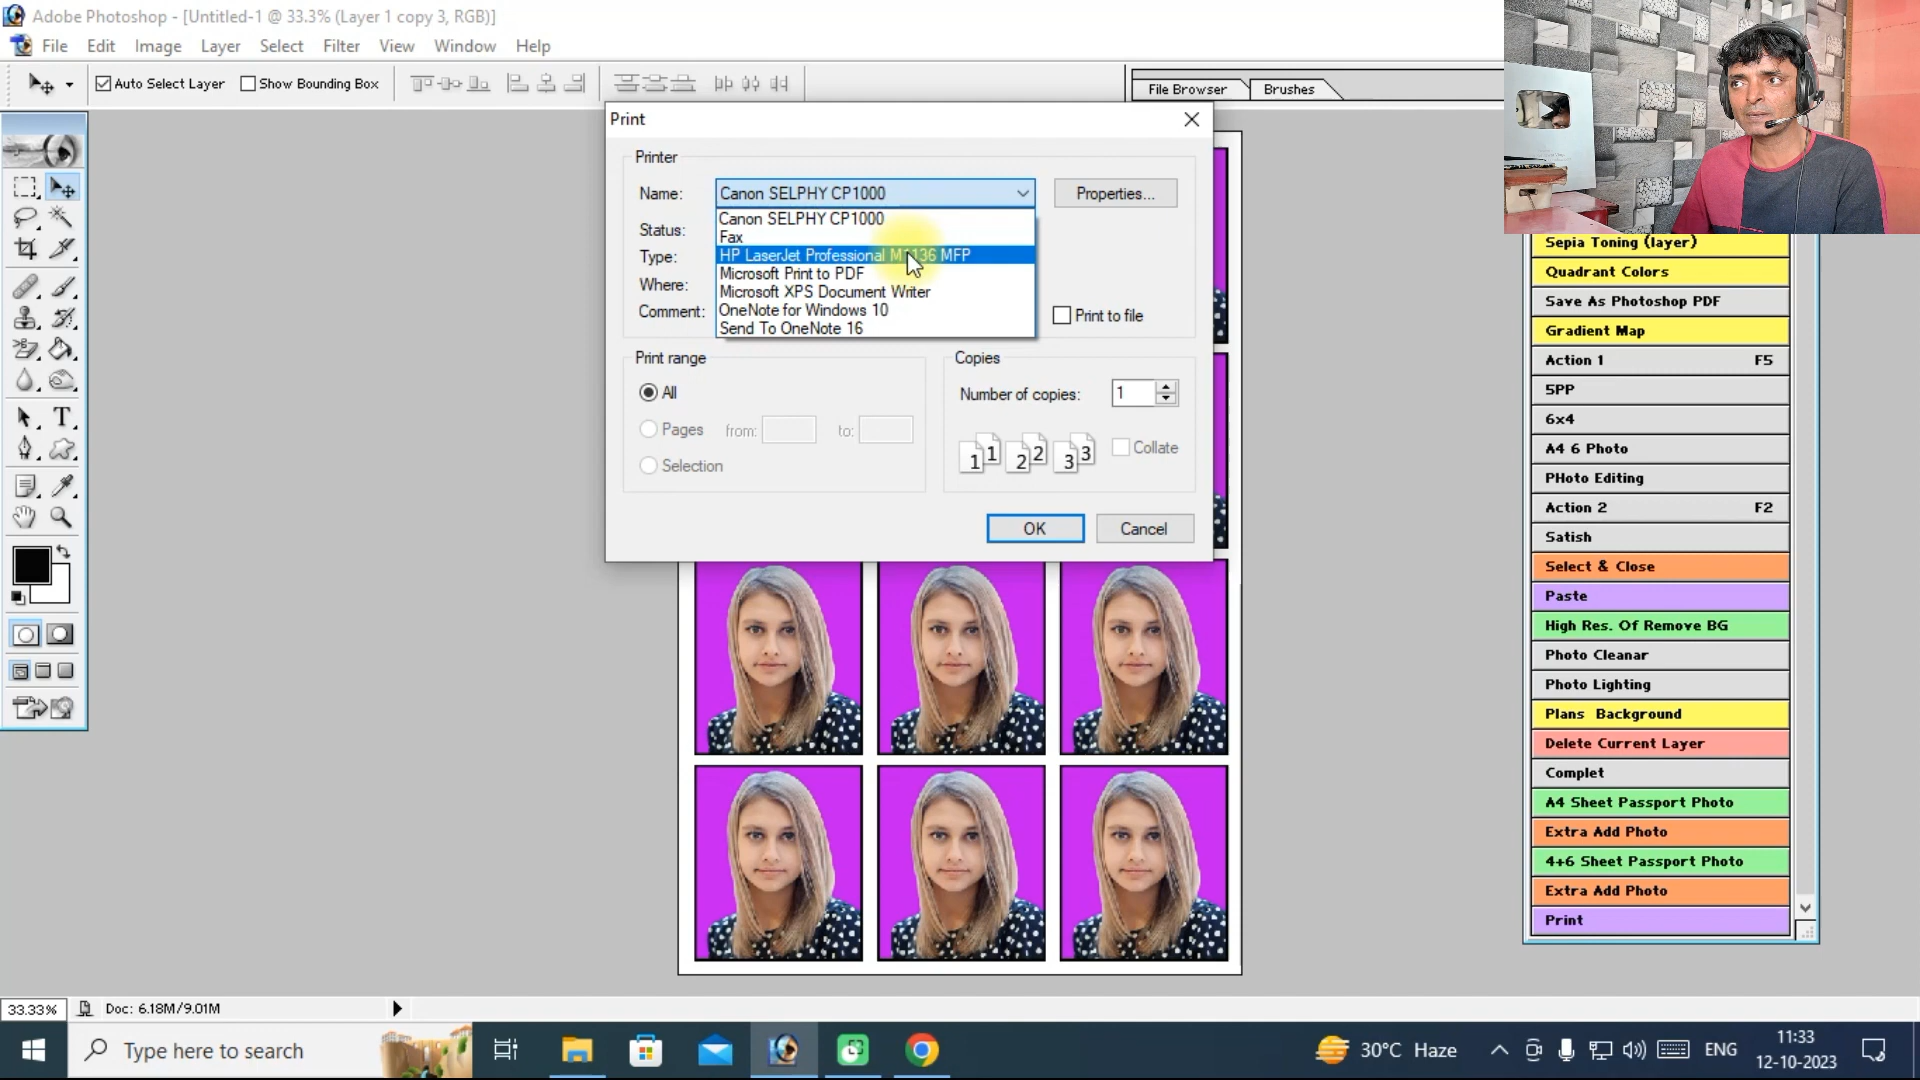 Adobe Photoshop - [Untitled-1 @ 33.3% (Layer 1 copy 3, RGB)]
File Edit Image Layer Select Filter View Window Help
Auto Select Layer Show Bounding Box
File Browser Brushes
Print
Printer
Name: Canon SELPHY CP1000 Properties...
Canon SELPHY CP1000
Status: Fax
Type: HP LaserJet Professional M1136 MFP
Microsoft Print to PDF
Where: Microsoft XPS Document Writer
Comment: OneNote for Windows 10 Print to file
Send To OneNote 16
Print range Copies
All Number of copies: 1
Pages from: to:
1 1 2 2 3 3 Collate
Selection
OK Cancel
Sepia Toning (layer)
Quadrant Colors
Save As Photoshop PDF
Gradient Map
Action 1 F5
5PP
6x4
A4 6 Photo
PHoto Editing
Action 2 F2
Satish
Select & Close
Paste
High Res. Of Remove BG
Photo Cleanar
Photo Lighting
Plans Background
Delete Current Layer
Complet
A4 Sheet Passport Photo
Extra Add Photo
4+6 Sheet Passport Photo
Extra Add Photo
Print
33.33% Doc: 6.18M/9.01M
Type here to search
30°C Haze ENG 11:33
12-10-2023